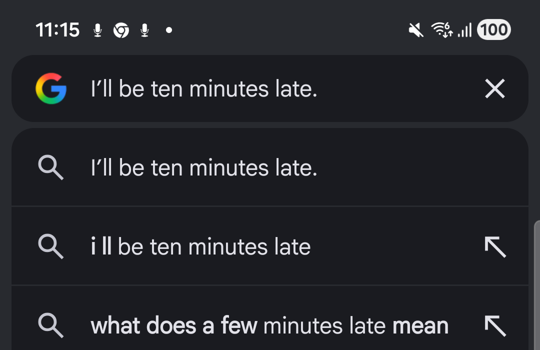 11:15 100
I'll be ten minutes late.
I'll be ten minutes late.
i ll be ten minutes late
what does a few minutes late mean